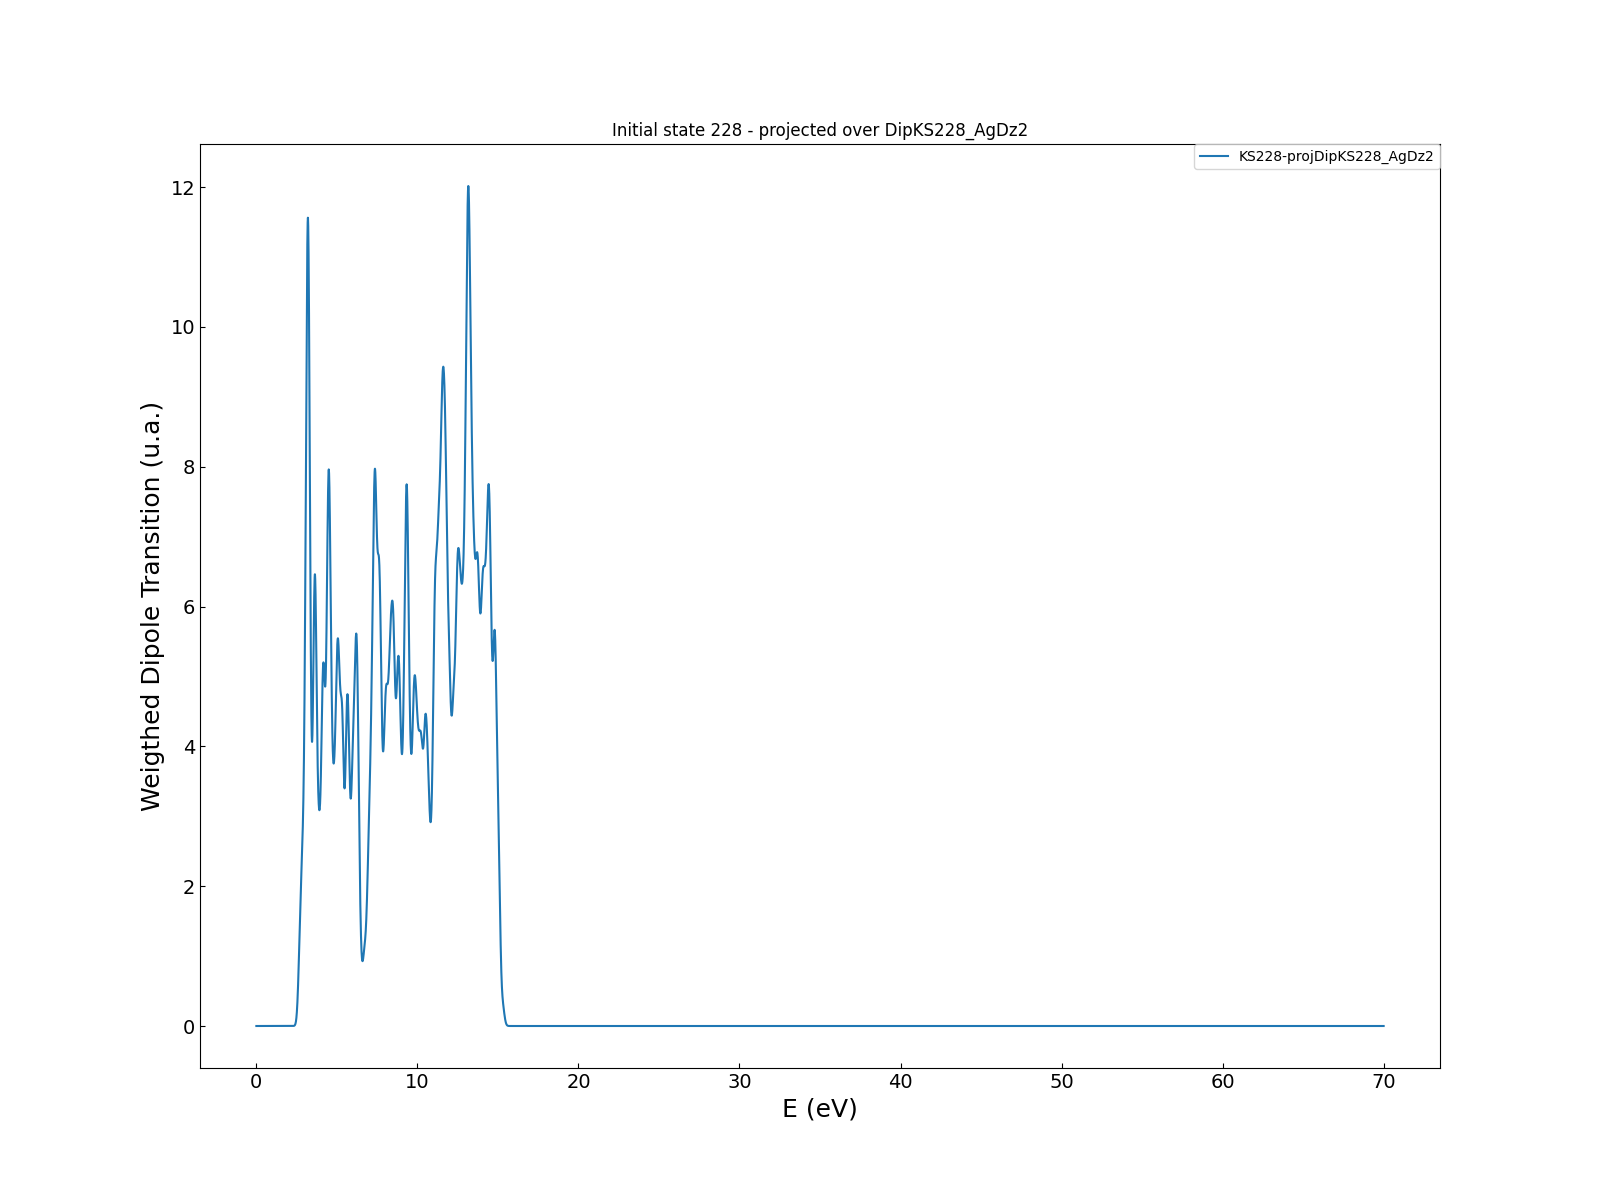 Initial state 228 - projected over DipKS228_AgDz2
KS228-projDipKS228_AgDz2
12
10
8
6
4
2
0
Weigthed Dipole Transition (u.a.)
0 10 20 30 40 50 60 70
E (eV)